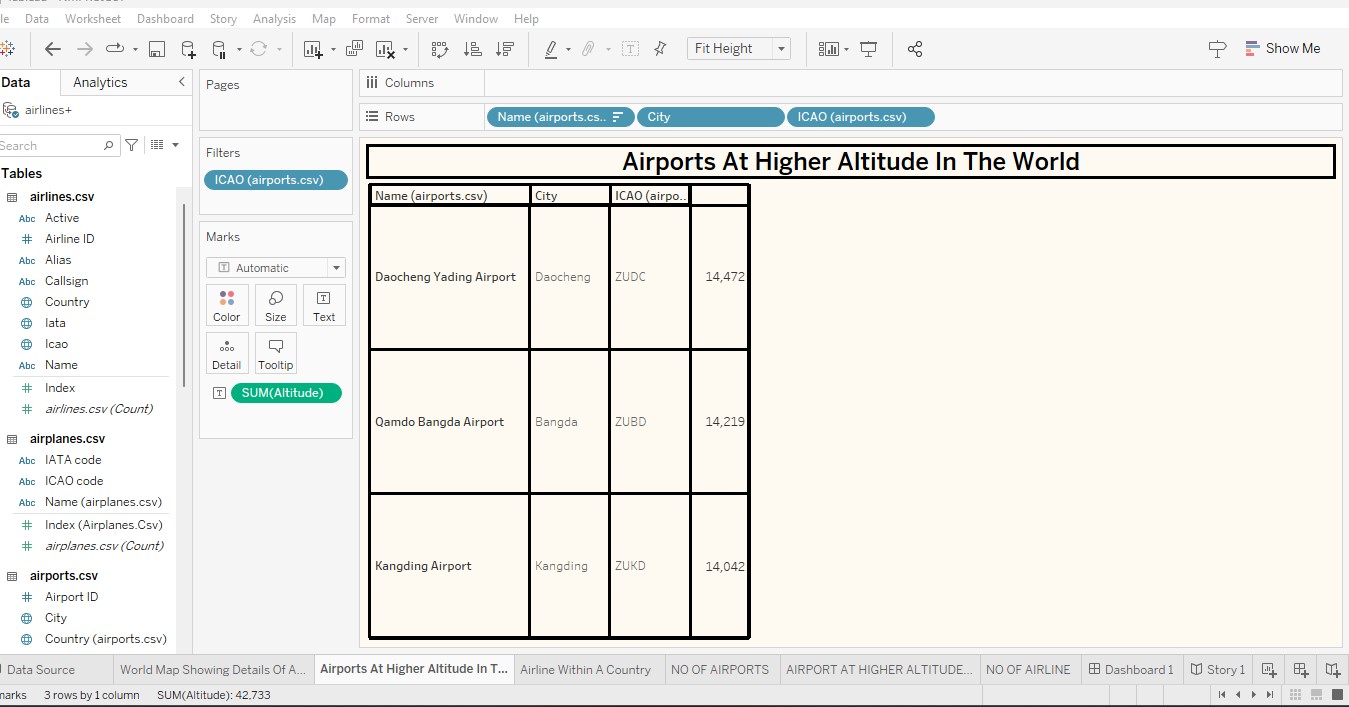 le Data Worksheet Dashboard Story Analysis Map Format Server Window Help
Fit Height
Show Me
Data Analytics
airlines+
Search
Tables
airlines.csv
Abc Active
Airline ID
Abc Alias
Abc Callsign
Country
Iata
Icao
Abc Name
Index
airlines.csv (Count)
airplanes.csv
Abc IATA code
Abc ICAO code
Abc Name (airplanes.csv)
Index (Airplanes.Csv)
airplanes.csv (Count)
airports.csv
Airport ID
City
Country (airports.csv)
Pages
Filters
ICAO (airports.csv)
Marks
Automatic
Color Size Text
Detail Tooltip
SUM(Altitude)
Columns
Rows Name (airports.cs.. City ICAO (airports.csv)
Airports At Higher Altitude In The World
Name (airports.csv) City ICAO (airpo..
Daocheng Yading Airport Daocheng ZUDC 14,472
Qamdo Bangda Airport Bangda ZUBD 14,219
Kangding Airport Kangding ZUKD 14,042
Data Source World Map Showing Details Of A... Airports At Higher Altitude In T... Airline Within A Country NO OF AIRPORTS AIRPORT AT HIGHER ALTITUDE... NO OF AIRLINE Dashboard 1 Story 1
marks 3 rows by 1 column SUM(Altitude): 42,733